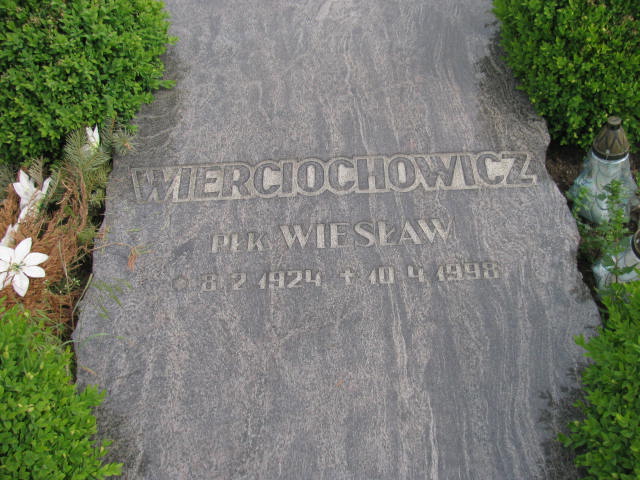 WIERCIOCHOWICZ
PŁK. WIESŁAW
* 8.2 1924 + 10.4.1998